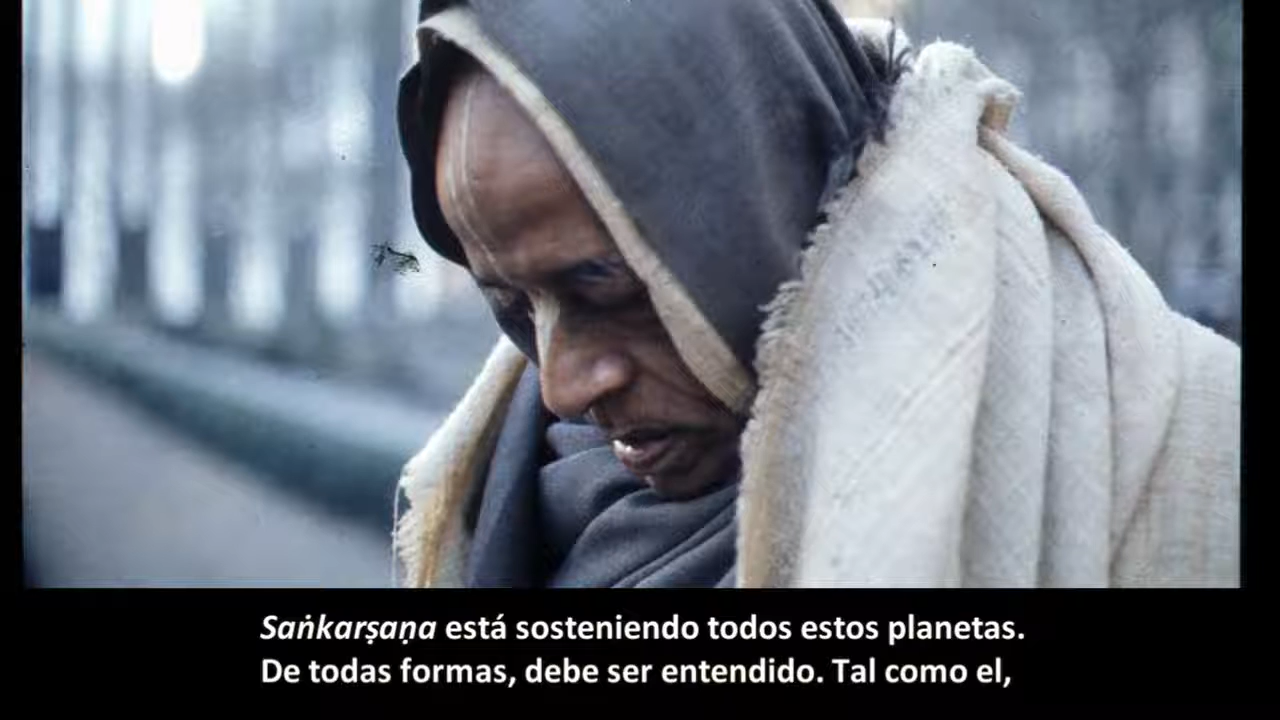 Saṅkarṣaṇa está sosteniendo todos estos planetas.
De todas formas, debe ser entendido. Tal como el,